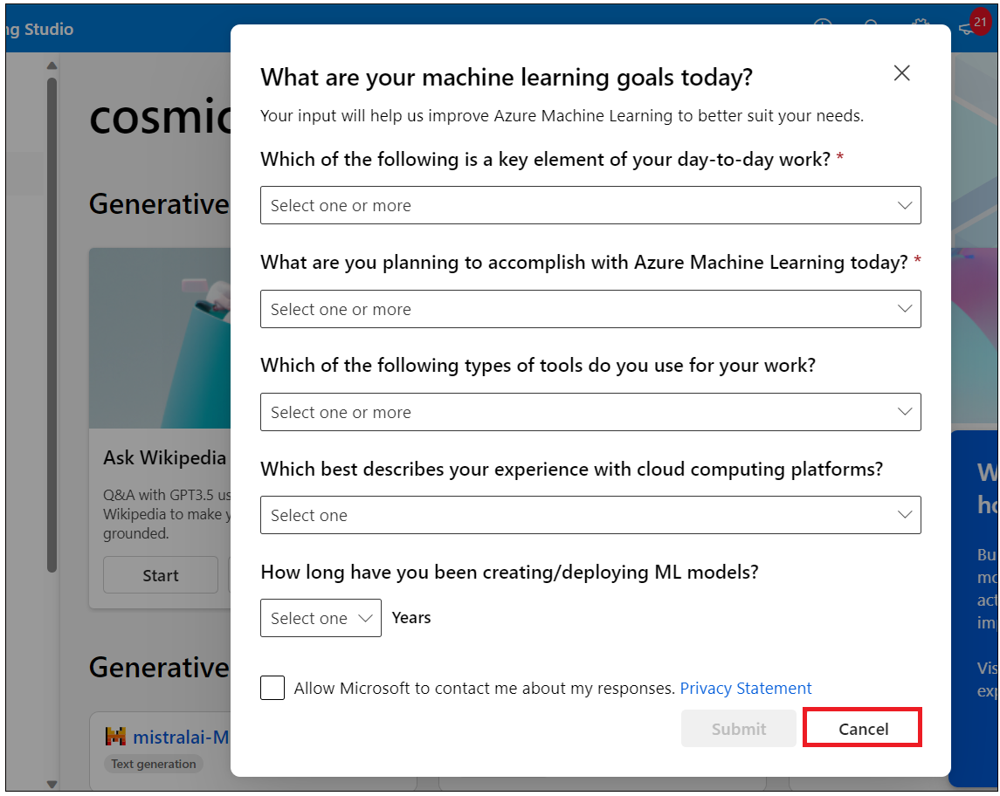 ng Studio
21
What are your machine learning goals today?
Your input will help us improve Azure Machine Learning to better suit your needs.
Which of the following is a key element of your day-to-day work? *
Select one or more
What are you planning to accomplish with Azure Machine Learning today? *
Select one or more
Which of the following types of tools do you use for your work?
Select one or more
Which best describes your experience with cloud computing platforms?
Select one
How long have you been creating/deploying ML models?
Select one Years
Allow Microsoft to contact me about my responses. Privacy Statement
Submit Cancel
cosmic
Generative
Ask Wikipedia
Q&A with GPT3.5 us
Wikipedia to make y
grounded.
Start
Generative
mistralai-M
Text generation
W
ho
Bu
mo
act
imp
Vis
exp